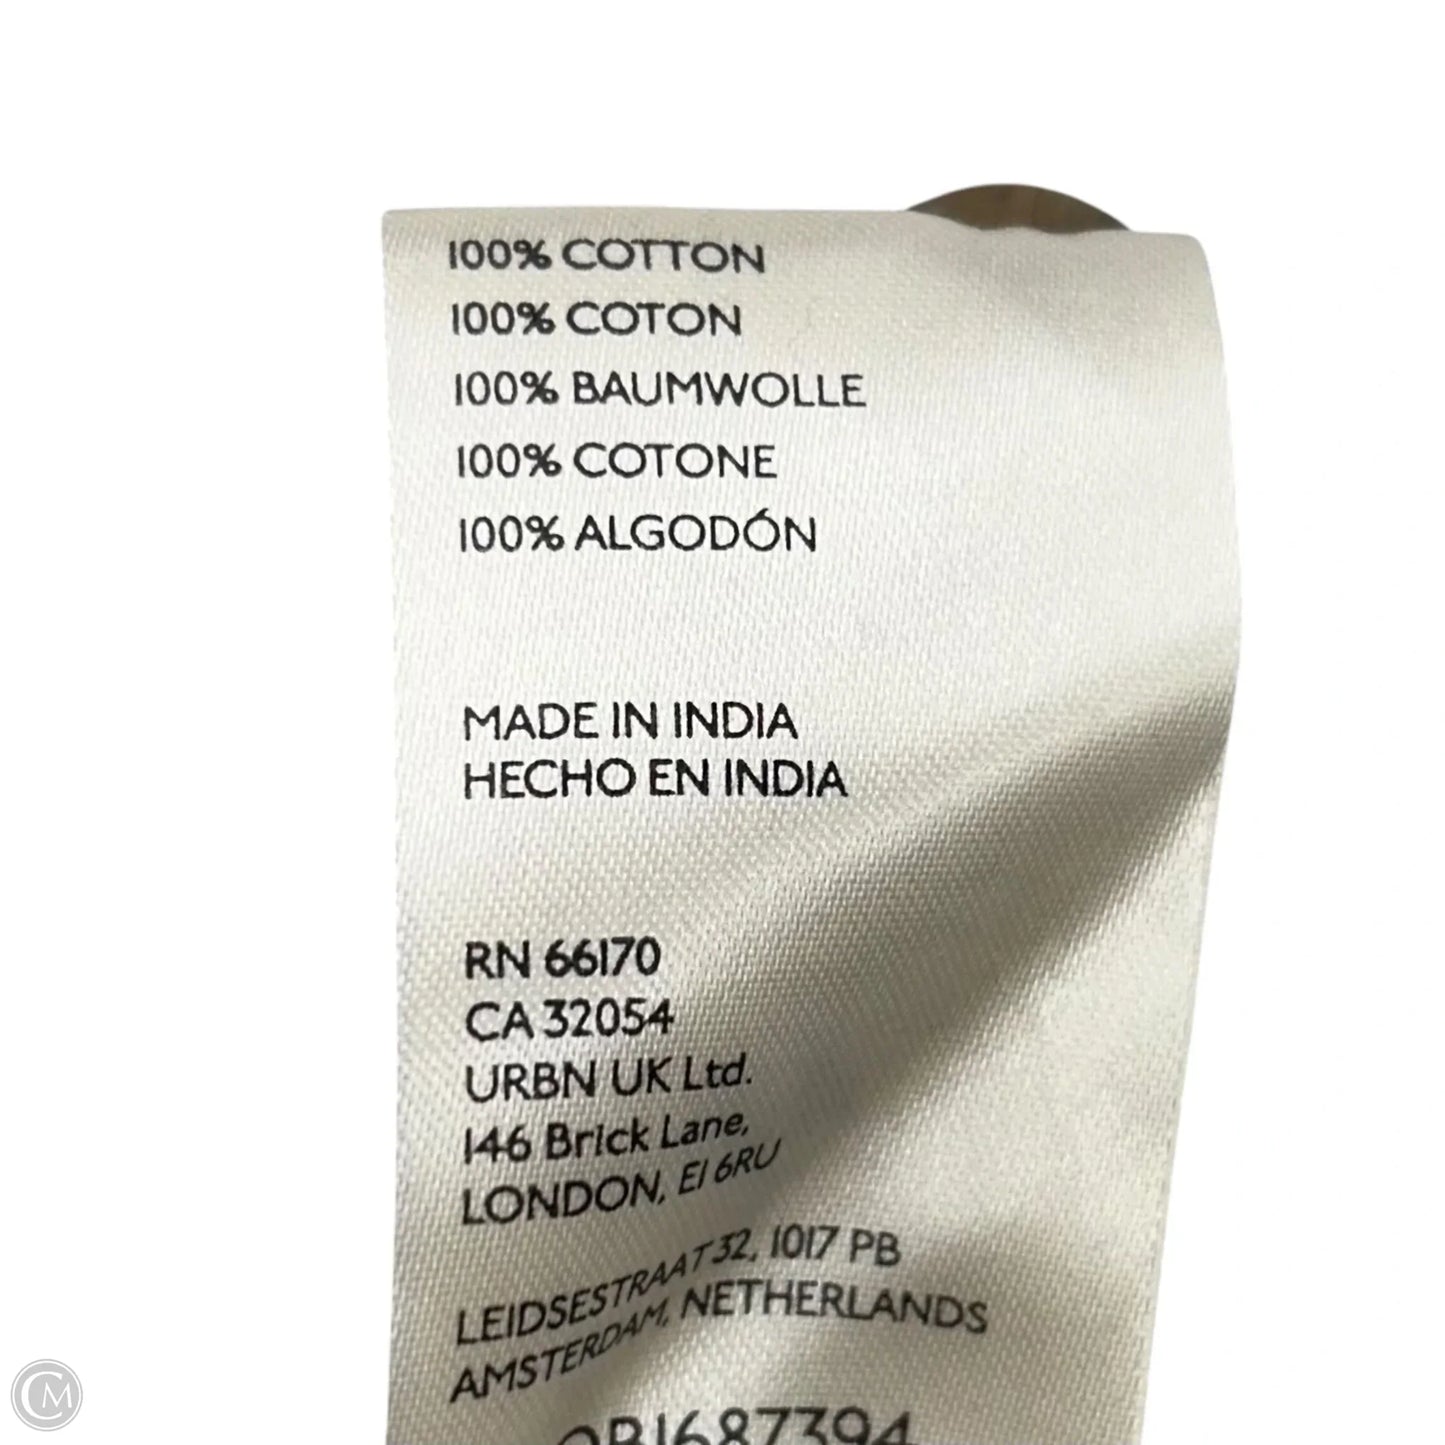 100% COTTON
100% COTON
100% BAUMWOLLE
100% COTONE
100% ALGODÓN
MADE IN INDIA
HECHO EN INDIA
RN 66170
CA 32054
URBN UK Ltd.
146 Brick Lane,
LONDON, E1 6RU
LEIDSESTRAAT 32, 1017 PB
AMSTERDAM, NETHERLANDS
CM